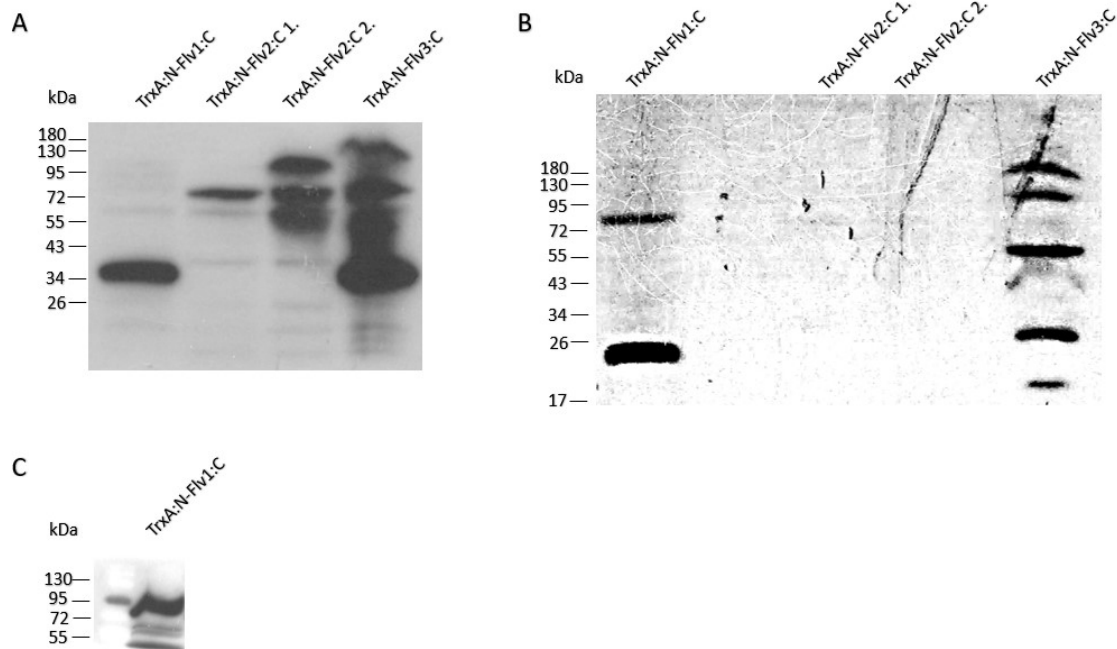 A
TrxA:N-Flv1:C
TrxA:N-Flv2:C 1.
TrxA:N-Flv2:C 2.
TrxA:N-Flv3:C
kDa
180
130
95
72
55
43
34
26
B
TrxA:N-Flv1:C
TrxA:N-Flv2:C 1.
TrxA:N-Flv2:C 2.
TrxA:N-Flv3:C
kDa
180
130
95
72
55
43
34
26
17
C
TrxA:N-Flv1:C
kDa
130
95
72
55